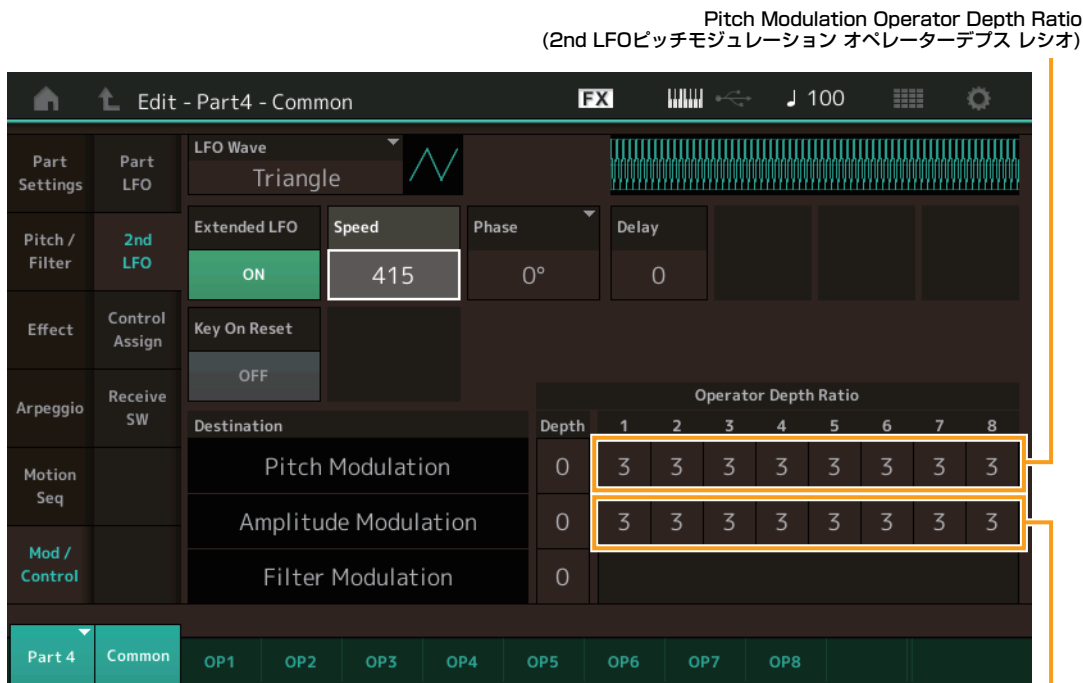 Pitch Modulation Operator Depth Ratio
(2nd LFOピッチモジュレーション オペレーターデプス レシオ)
Edit - Part4 - Common
FX
♩ 100
Part Settings
Part LFO
LFO Wave
Triangle
Pitch / Filter
2nd LFO
Extended LFO
ON
Speed
415
Phase
0°
Delay
0
Effect
Control Assign
Key On Reset
OFF
Arpeggio
Receive SW
Operator Depth Ratio
Destination
Depth 1 2 3 4 5 6 7 8
Motion Seq
Pitch Modulation 0 3 3 3 3 3 3 3 3
Amplitude Modulation 0 3 3 3 3 3 3 3 3
Mod / Control
Filter Modulation 0
Part 4 Common OP1 OP2 OP3 OP4 OP5 OP6 OP7 OP8